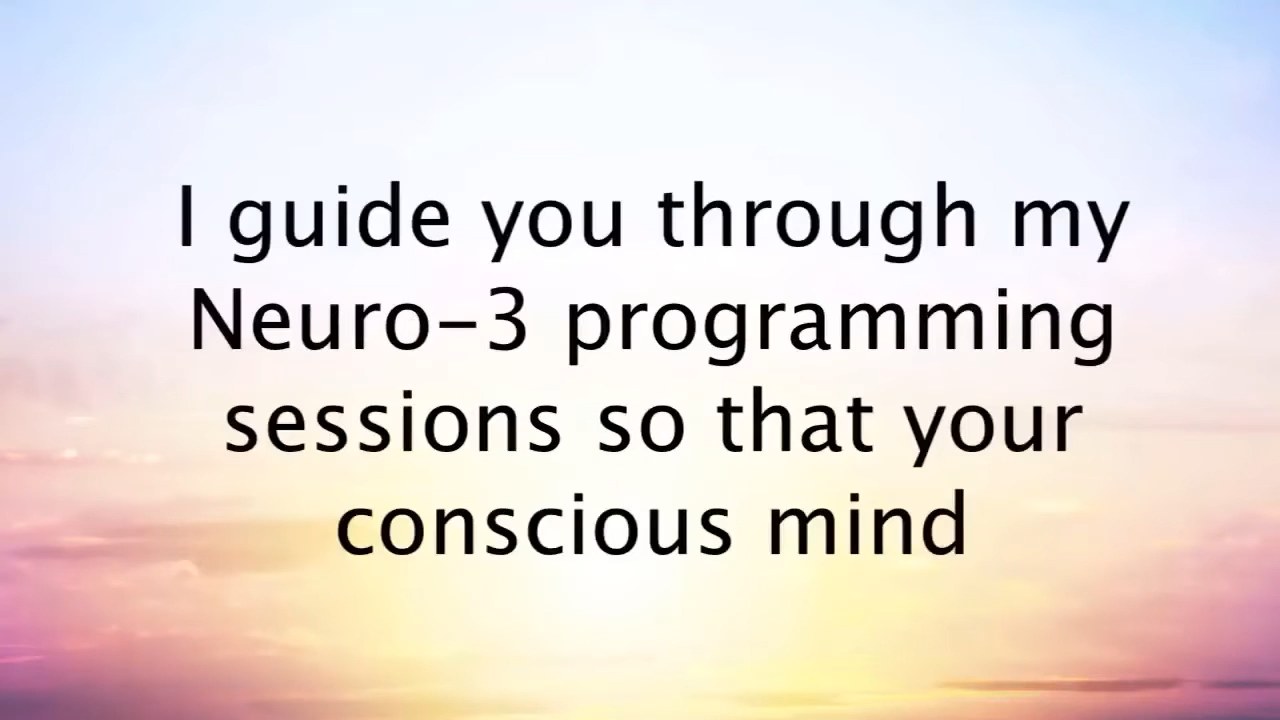 I guide you through my
Neuro-3 programming
sessions so that your
conscious mind